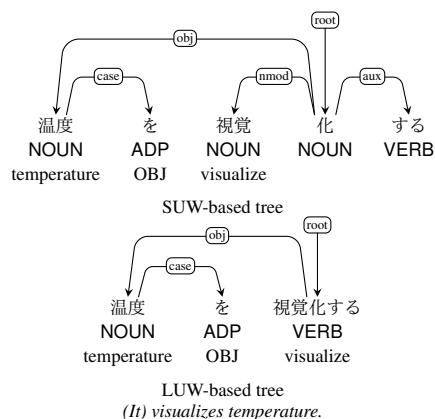 obj root
case nmod aux
温度 を 視覚 化 する
NOUN ADP NOUN NOUN VERB
temperature OBJ visualize
SUW-based tree
obj root
case
温度 を 視覚化する
NOUN ADP VERB
temperature OBJ visualize
LUW-based tree
(It) visualizes temperature.